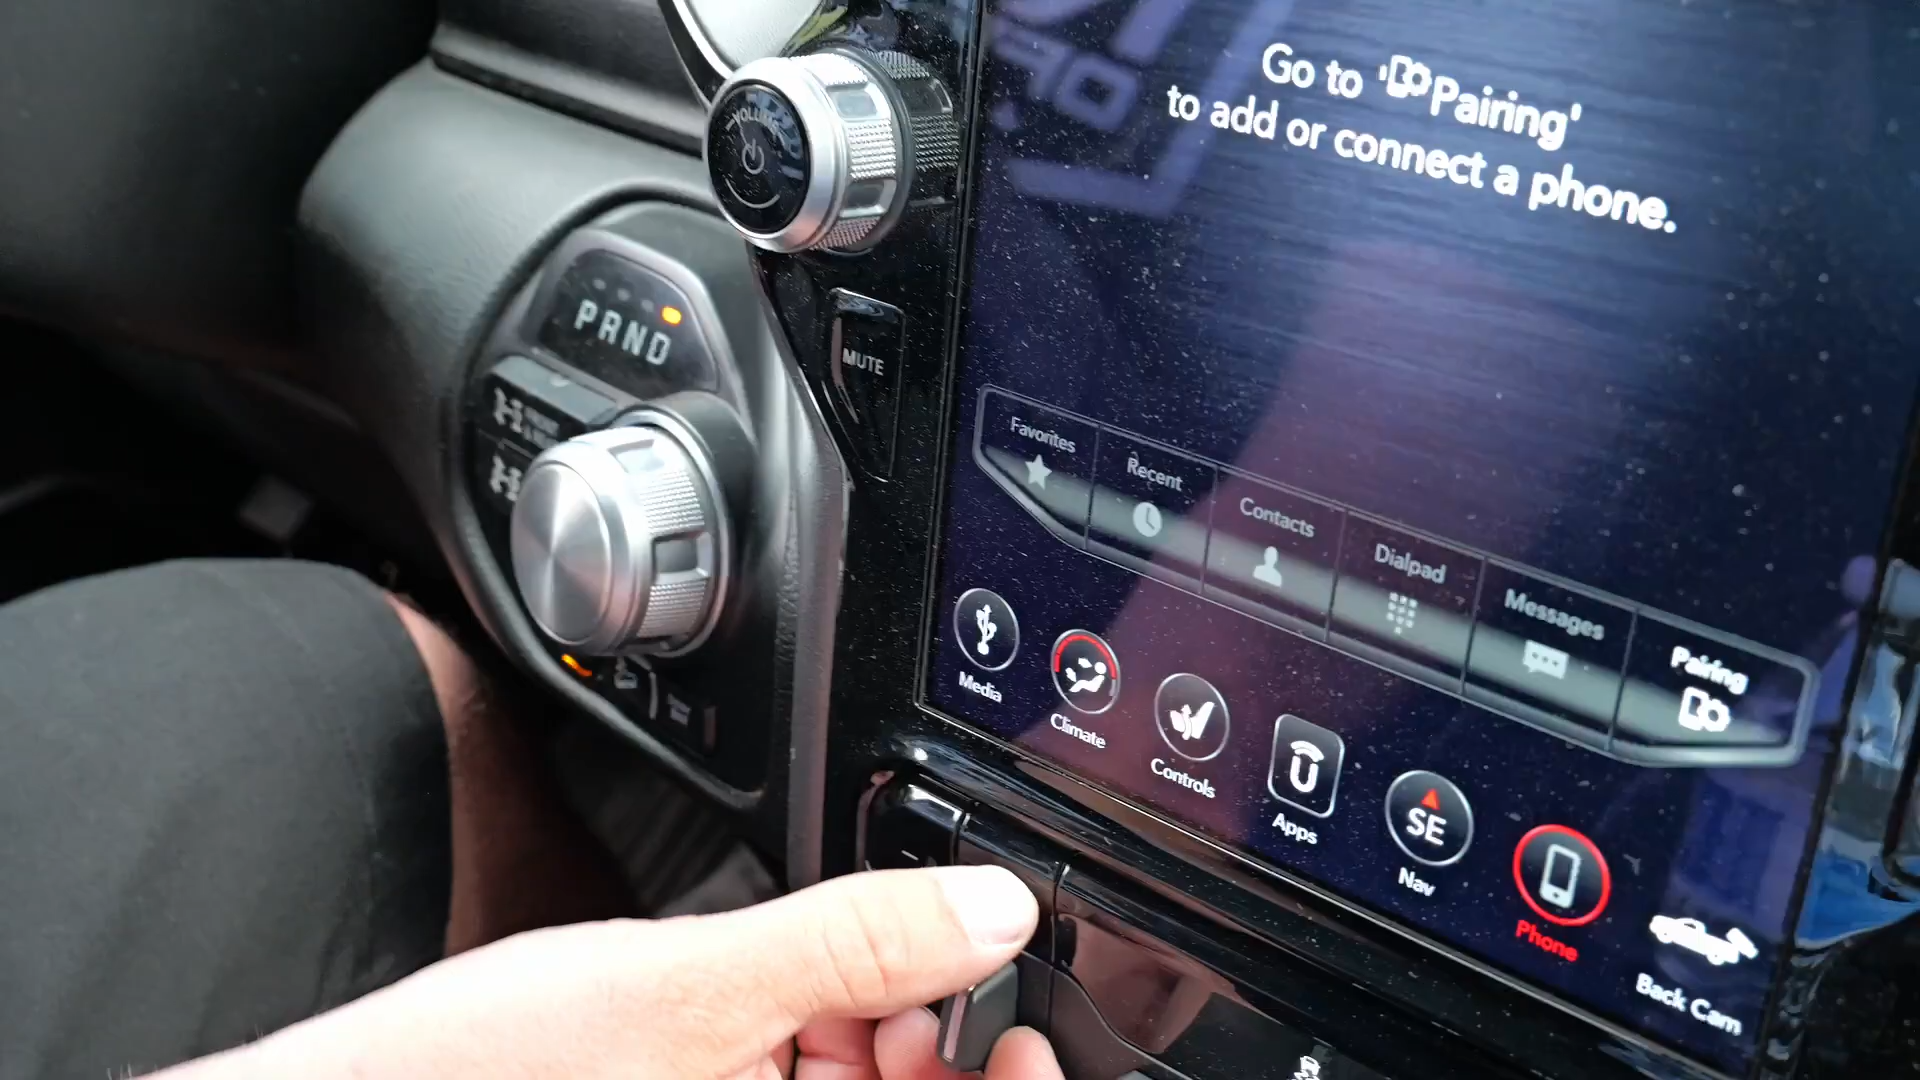 Go to 'Pairing'
to add or connect a phone.
VOLUME
PRND
MUTE
Favorites
Recent
Contacts
Dialpad
Messages
Pairing
Media
Climate
Controls
U
Apps
SE
Nav
Phone
Back Cam